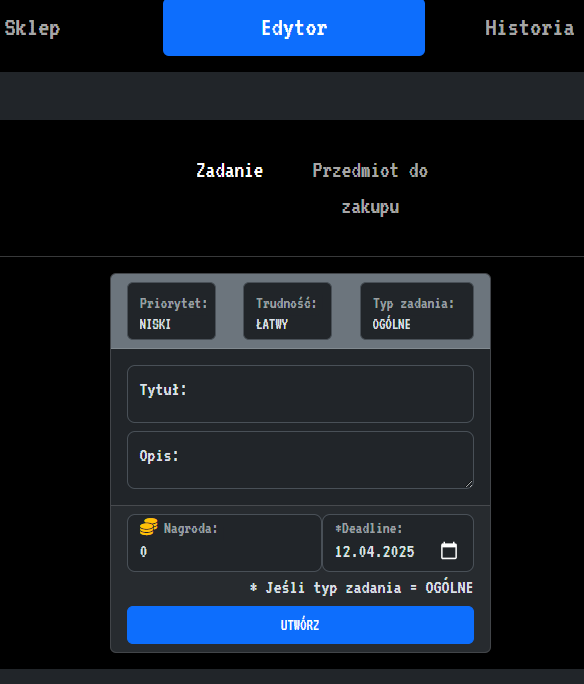 Sklep Edytor Historia
Zadanie Przedmiot do
zakupu
Priorytet: Trudność: Typ zadania:
NISKI ŁATWY OGÓLNE
Tytuł:
Opis:
Nagroda: *Deadline:
0 12.04.2025
* Jeśli typ zadania = OGÓLNE
UTWÓRZ